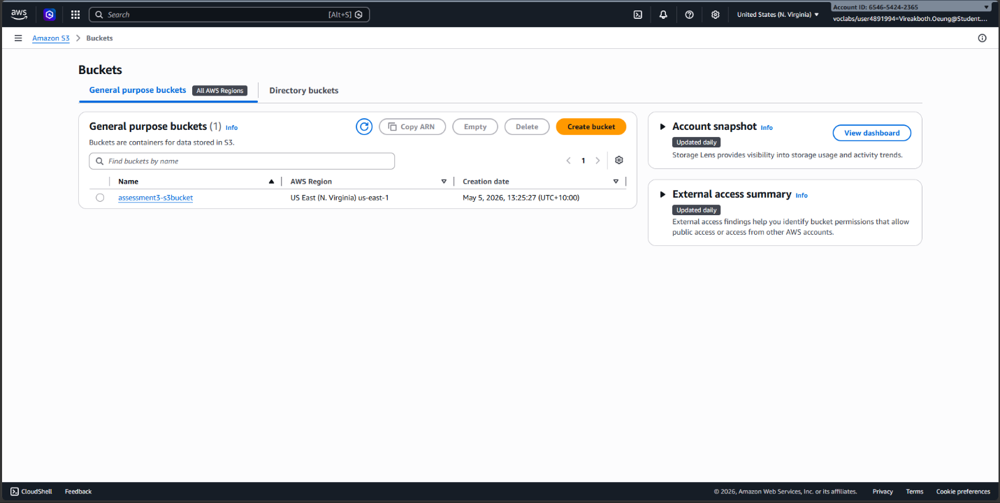 aws
Search
[Alt+S]
United States (N. Virginia)
Account ID: 6546-5424-2365
voclabs/user4891994=Vireakboth.Oeung@Student....
Amazon S3 > Buckets
Buckets
General purpose buckets All AWS Regions
Directory buckets
General purpose buckets (1) Info
Copy ARN
Empty
Delete
Create bucket
Buckets are containers for data stored in S3.
Find buckets by name
1
Name
AWS Region
Creation date
assessment3-s3bucket
US East (N. Virginia) us-east-1
May 5, 2026, 13:25:27 (UTC+10:00)
Account snapshot Info
Updated daily
View dashboard
Storage Lens provides visibility into storage usage and activity trends.
External access summary Info
Updated daily
External access findings help you identify bucket permissions that allow
public access or access from other AWS accounts.
CloudShell
Feedback
© 2026, Amazon Web Services, Inc. or its affiliates.
Privacy
Terms
Cookie preferences